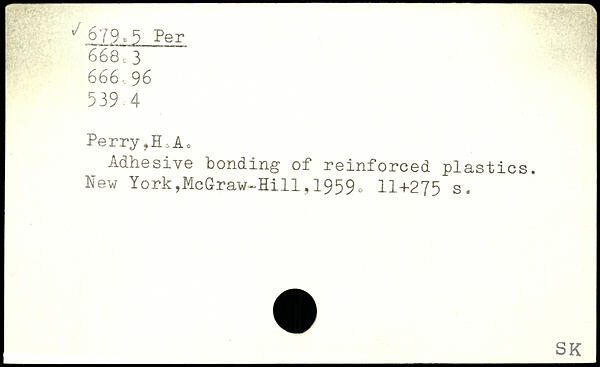 ✓ 679.5 Per
668.3
666.96
539.4
Perry,H.A.
Adhesive bonding of reinforced plastics.
New York,McGraw-Hill,1959. 11+275 s.
SK